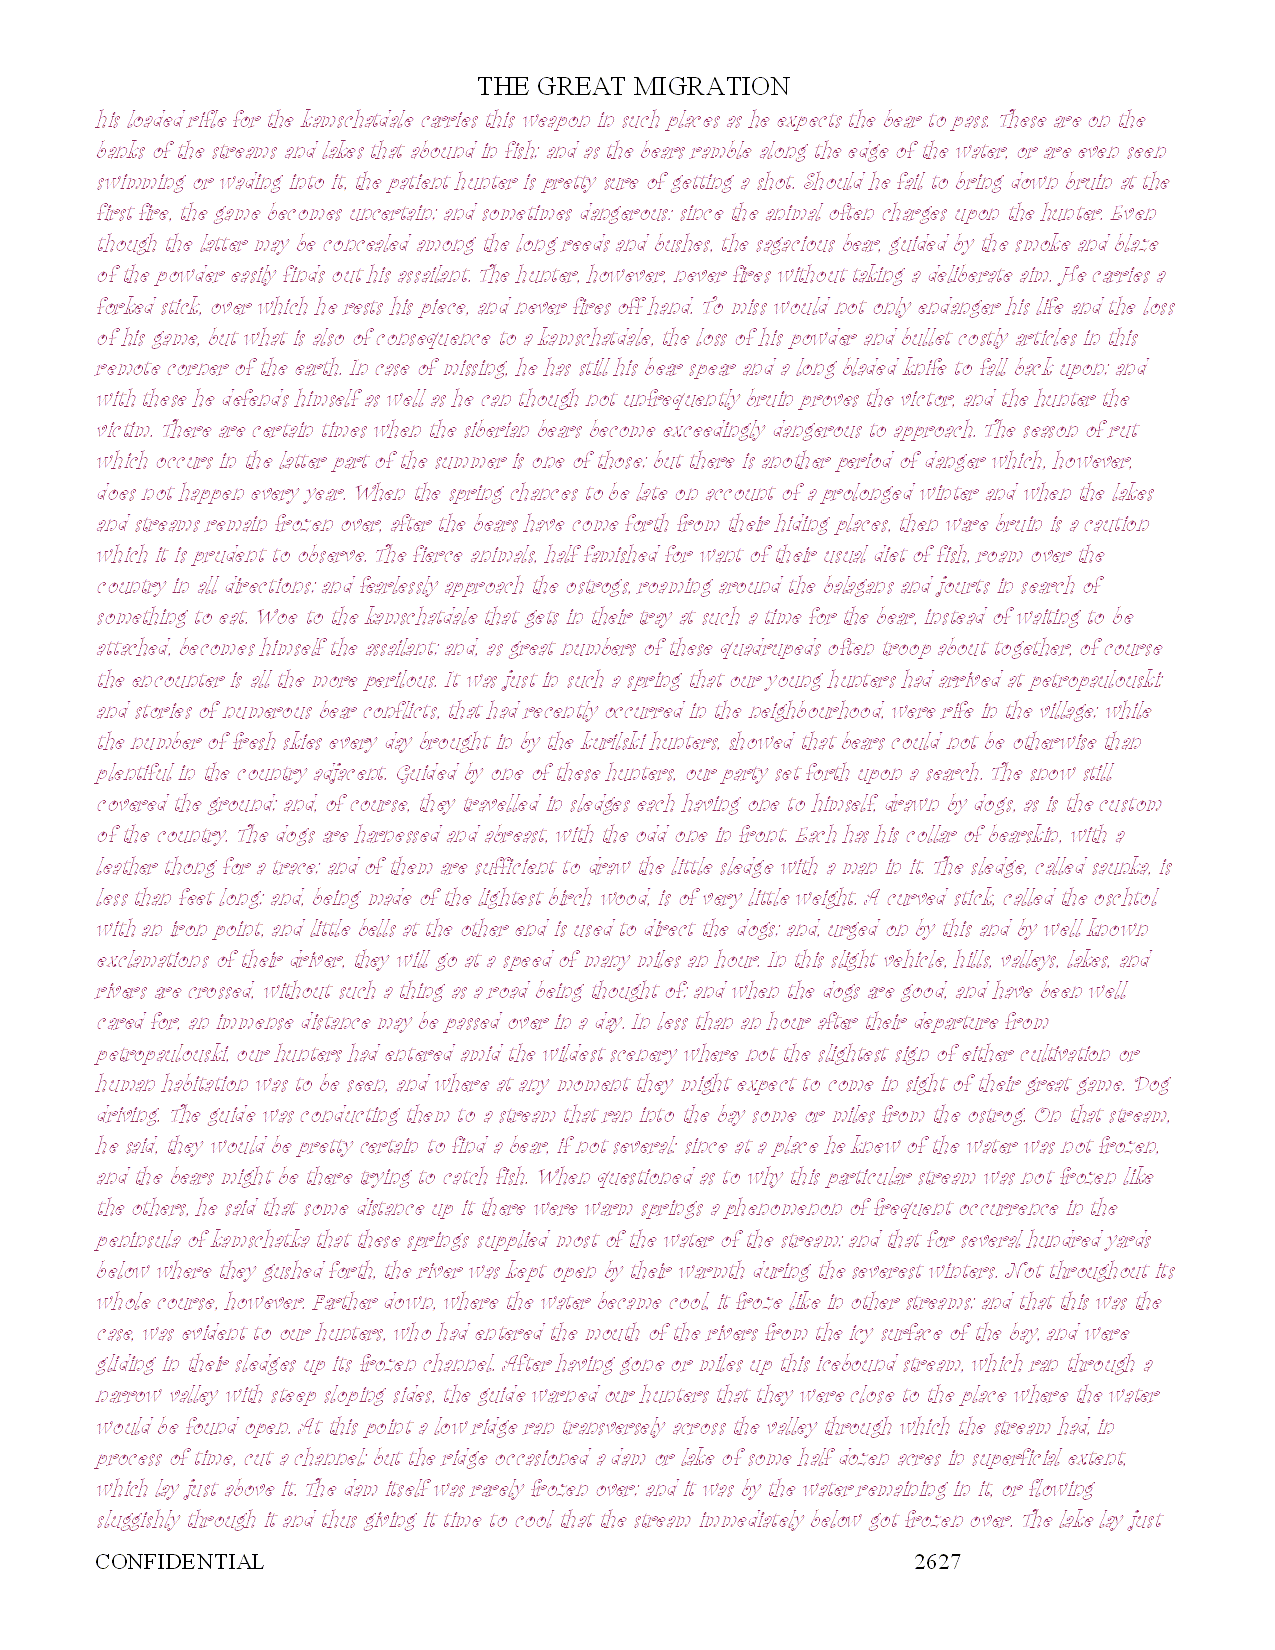 THE GREAT MIGRATION
his loaded rifle for the kamschatdale carries this weapon in such places as he expects the bear to pass. These are on the
banks of the streams and lakes that abound in fish; and as the bears ramble along the edge of the water, or are even seen
swimming or wading into it, the patient hunter is pretty sure of getting a shot. Should he fail to bring down bruin at the
first fire, the game becomes uncertain; and sometimes dangerous; since the animal often charges upon the hunter. Even
though the latter may be concealed among the long reeds and bushes, the sagacious bear, guided by the smoke and blaze
of the powder easily finds out his assailant. The hunter, however, never fires without taking a deliberate aim. He carries a
forked stick, over which he rests his piece, and never fires off hand. To miss would not only endanger his life and the loss
of his game, but what is also of consequence to a kamschatdale, the loss of his powder and bullet costly articles in this
remote corner of the earth. In case of missing, he has still his bear spear and a long bladed knife to fall back upon; and
with these he defends himself as well as he can though not unfrequently bruin proves the victor, and the hunter the
victim. There are certain times when the siberian bears become exceedingly dangerous to approach. The season of rut
which occurs in the latter part of the summer is one of those; but there is another period of danger which, however,
does not happen every year. When the spring chances to be late on account of a prolonged winter and when the lakes
and streams remain frozen over, after the bears have come forth from their hiding places, then ware bruin is a caution
which it is prudent to observe. The fierce animals, half famished for want of their usual diet of fish, roam over the
country in all directions; and fearlessly approach the ostrogs, roaming around the balagans and jourts in search of
something to eat. Woe to the kamschatdale that gets in their tray at such a time for the bear, instead of waiting to be
attached, becomes himself the assailant; and, as great numbers of these quadrupeds often troop about together, of course
the encounter is all the more perilous. It was just in such a spring that our young hunters had arrived at petropaulouski;
and stories of numerous bear conflicts, that had recently occurred in the neighbourhood, were rife in the village; while
the number of fresh skies every day brought in by the kurilski hunters, showed that bears could not be otherwise than
plentiful in the country adjacent. Guided by one of these hunters, our party set forth upon a search. The snow still
covered the ground; and, of course, they travelled in sledges each having one to himself, drawn by dogs, as is the custom
of the country. The dogs are harnessed and abreast, with the odd one in front. Each has his collar of bearskin, with a
leather thong for a trace; and of them are sufficient to draw the little sledge with a man in it. The sledge, called saunka, is
less than feet long; and, being made of the lightest birch wood, is of very little weight. A curved stick, called the oschtol
with an iron point, and little bells at the other end is used to direct the dogs; and, urged on by this and by well known
exclamations of their driver, they will go at a speed of many miles an hour. In this slight vehicle, hills, valleys, lakes, and
rivers are crossed, without such a thing as a road being thought of; and when the dogs are good, and have been well
cared for, an immense distance may be passed over in a day. In less than an hour after their departure from
petropaulouski, our hunters had entered amid the wildest scenery where not the slightest sign of either cultivation or
human habitation was to be seen, and where at any moment they might expect to come in sight of their great game. Dog
driving. The guide was conducting them to a stream that ran into the bay some or miles from the ostrog. On that stream,
he said, they would be pretty certain to find a bear, if not several; since at a place he knew of the water was not frozen,
and the bears might be there trying to catch fish. When questioned as to why this particular stream was not frozen like
the others, he said that some distance up it there were warm springs a phenomenon of frequent occurrence in the
peninsula of kamschatka that these springs supplied most of the water of the stream; and that for several hundred yards
below where they gushed forth, the river was kept open by their warmth during the severest winters. Not throughout its
whole course, however. Farther down, where the water became cool, it froze like in other streams; and that this was the
case, was evident to our hunters, who had entered the mouth of the rivers from the icy surface of the bay, and were
gliding in their sledges up its frozen channel. After having gone or miles up this icebound stream, which ran through a
narrow valley with steep sloping sides, the guide warned our hunters that they were close to the place where the water
would be found open. At this point a low ridge ran transversely across the valley through which the stream had, in
process of time, cut a channel; but the ridge occasioned a dam or lake of some half dozen acres in superficial extent,
which lay just above it. The dam itself was rarely frozen over; and it was by the water remaining in it, or flowing
sluggishly through it and thus giving it time to cool that the stream immediately below got frozen over. The lake lay just
CONFIDENTIAL 2627